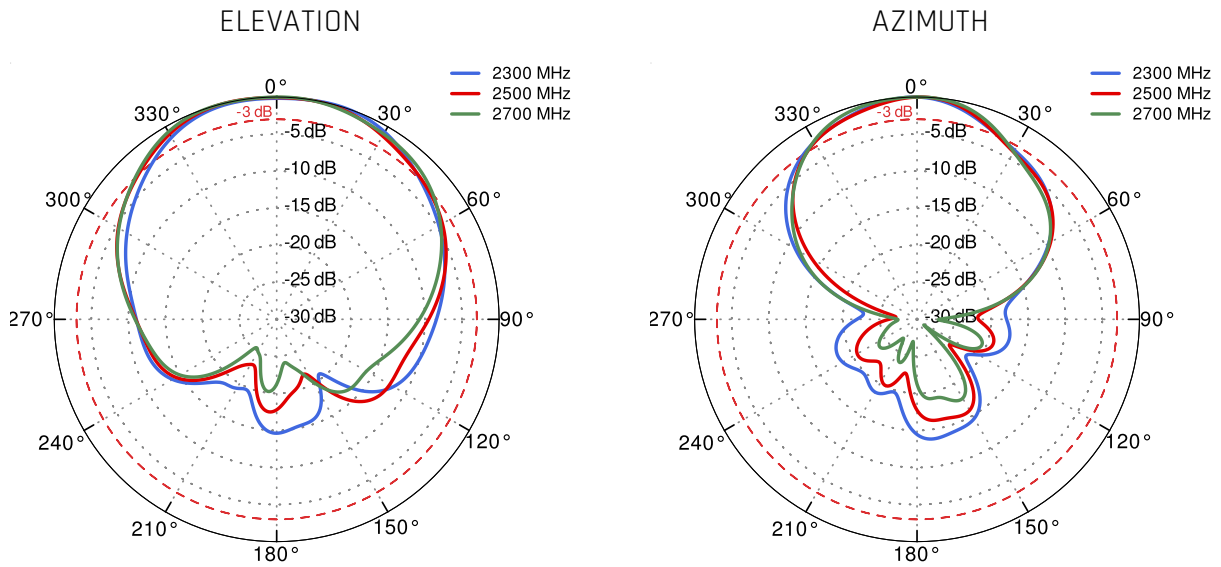 ELEVATION
2300 MHz
2500 MHz
2700 MHz
0°
330°
-3 dB
30°
-5 dB
-10 dB
300°
60°
-15 dB
-20 dB
-25 dB
270°
-30 dB
90°
240°
120°
210°
150°
180°
AZIMUTH
2300 MHz
2500 MHz
2700 MHz
0°
330°
-3 dB
30°
-5 dB
-10 dB
300°
60°
-15 dB
-20 dB
-25 dB
270°
-30 dB
90°
240°
120°
210°
150°
180°